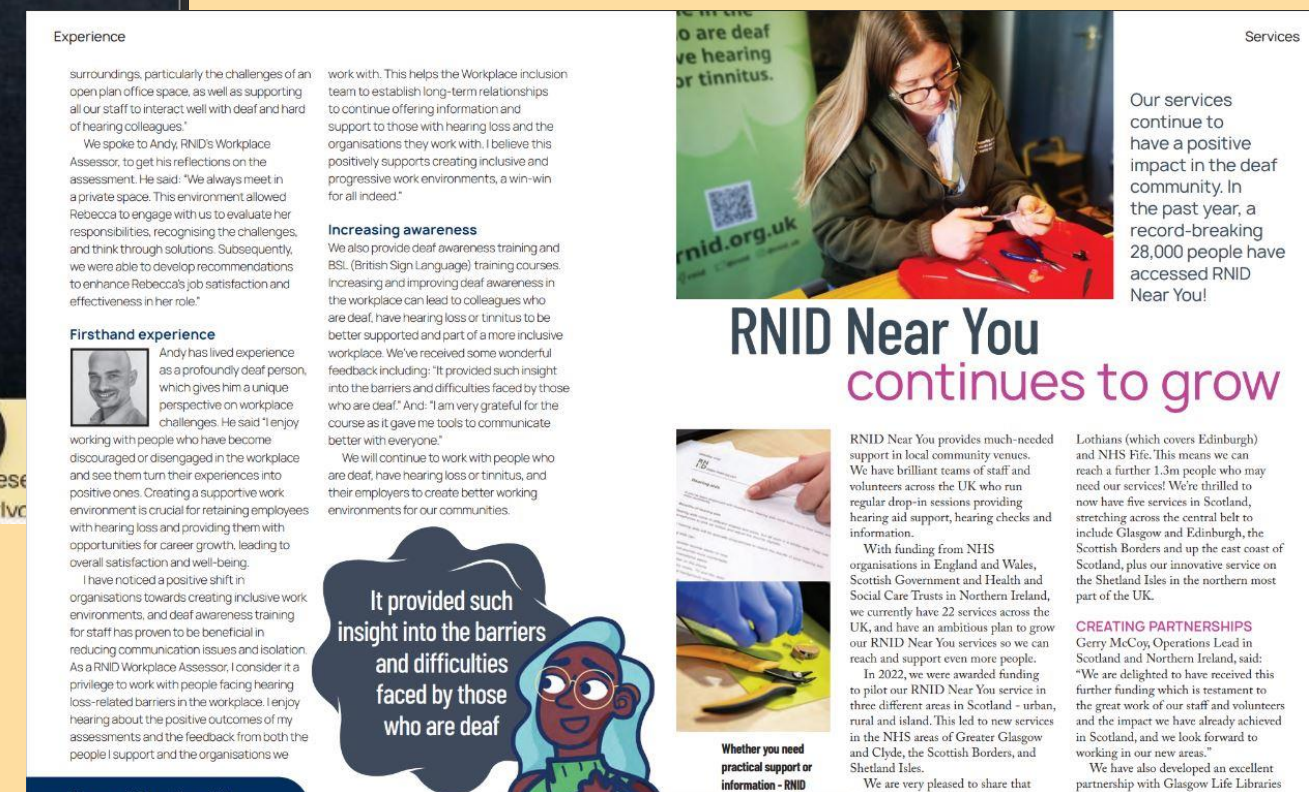 Experience
surroundings, particularly the challenges of an
open plan office space, as well as supporting
all our staff to interact well with deaf and hard
of hearing colleagues."
We spoke to Andy, RNID's Workplace
Assessor, to get his reflections on the
assessment. He said: "We always meet in
a private space. This environment allowed
Rebecca to engage with us to evaluate her
responsibilities, recognising the challenges,
and think through solutions. Subsequently,
we were able to develop recommendations
to enhance Rebecca's job satisfaction and
effectiveness in her role."
Firsthand experience
Andy has lived experience
as a profoundly deaf person,
which gives him a unique
perspective on workplace
challenges. He said "I enjoy
working with people who have become
discouraged or disengaged in the workplace
and see them turn their experiences into
positive ones. Creating a supportive work
environment is crucial for retaining employees
with hearing loss and providing them with
opportunities for career growth, leading to
overall satisfaction and well-being.
I have noticed a positive shift in
organisations towards creating inclusive work
environments, and deaf awareness training
for staff has proven to be beneficial in
reducing communication issues and isolation.
As a RNID Workplace Assessor, I consider it a
privilege to work with people facing hearing
loss-related barriers in the workplace. I enjoy
hearing about the positive outcomes of my
assessments and the feedback from both the
people I support and the organisations we
work with. This helps the Workplace inclusion
team to establish long-term relationships
to continue offering information and
support to those with hearing loss and the
organisations they work with. I believe this
positively supports creating inclusive and
progressive work environments, a win-win
for all indeed."
Increasing awareness
We also provide deaf awareness training and
BSL (British Sign Language) training courses.
Increasing and improving deaf awareness in
the workplace can lead to colleagues who
are deaf, have hearing loss or tinnitus to be
better supported and part of a more inclusive
workplace. We've received some wonderful
feedback including: "It provided such insight
into the barriers and difficulties faced by those
who are deaf." And: "I am very grateful for the
course as it gave me tools to communicate
better with everyone."
We will continue to work with people who
are deaf, have hearing loss or tinnitus, and
their employers to create better working
environments for our communities.
It provided such
insight into the barriers
and difficulties
faced by those
who are deaf
Services
o are deaf
ve hearing
or tinnitus.
rnid.org.uk
Our services
continue to
have a positive
impact in the deaf
community. In
the past year, a
record-breaking
28,000 people have
accessed RNID
Near You!
RNID Near You
continues to grow
Whether you need
practical support or
information - RNID
RNID Near You provides much-needed
support in local community venues.
We have brilliant teams of staff and
volunteers across the UK who run
regular drop-in sessions providing
hearing aid support, hearing checks and
information.
With funding from NHS
organisations in England and Wales,
Scottish Government and Health and
Social Care Trusts in Northern Ireland,
we currently have 22 services across the
UK, and have an ambitious plan to grow
our RNID Near You services so we can
reach and support even more people.
In 2022, we were awarded funding
to pilot our RNID Near You service in
three different areas in Scotland - urban,
rural and island. This led to new services
in the NHS areas of Greater Glasgow
and Clyde, the Scottish Borders, and
Shetland Isles.
We are very pleased to share that
Lothians (which covers Edinburgh)
and NHS Fife. This means we can
reach a further 1.3m people who may
need our services! We're thrilled to
now have five services in Scotland,
stretching across the central belt to
include Glasgow and Edinburgh, the
Scottish Borders and up the east coast of
Scotland, plus our innovative service on
the Shetland Isles in the northern most
part of the UK.
CREATING PARTNERSHIPS
Gerry McCoy, Operations Lead in
Scotland and Northern Ireland, said:
"We are delighted to have received this
further funding which is testament to
the great work of our staff and volunteers
and the impact we have already achieved
in Scotland, and we look forward to
working in our new areas."
We have also developed an excellent
partnership with Glasgow Life Libraries